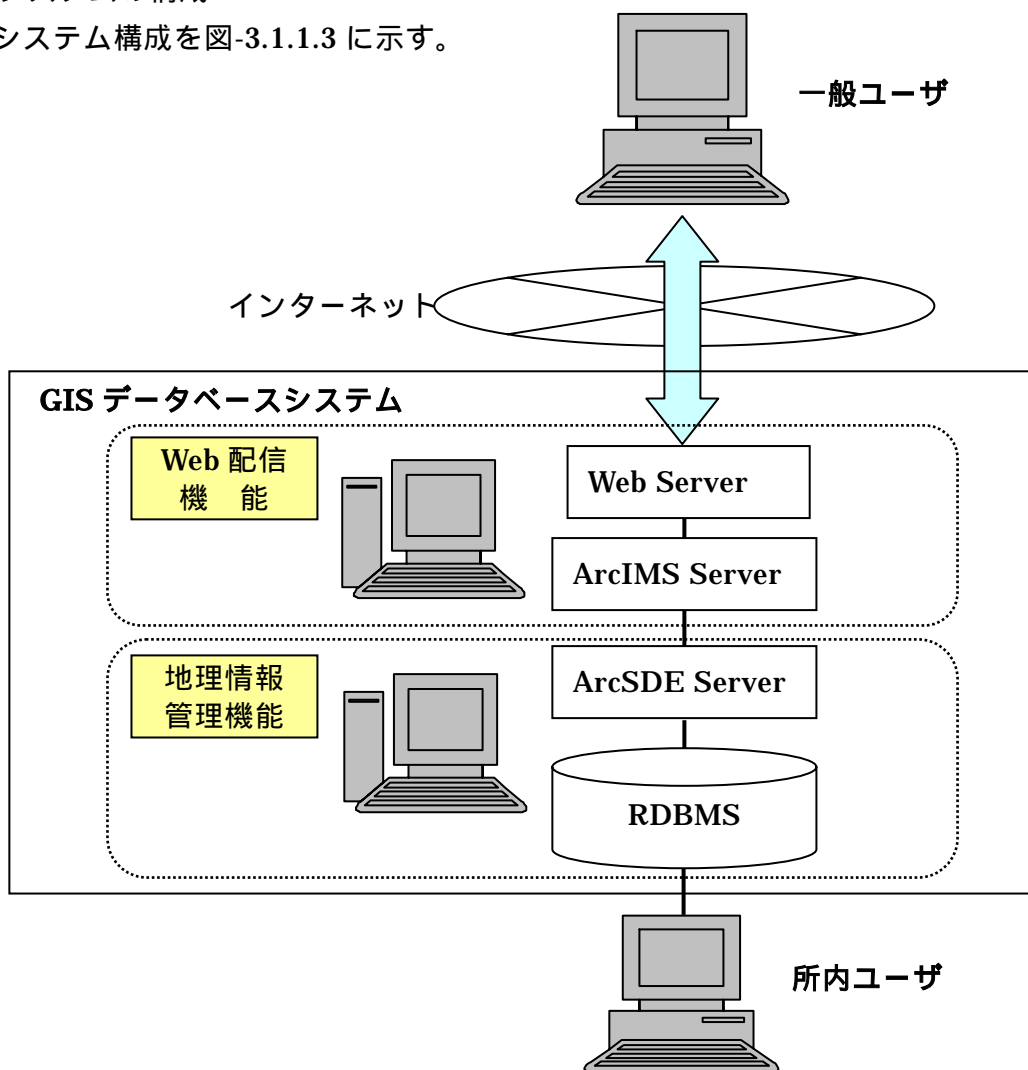 システム構成を図-3.1.1.3 に示す。
一般ユーザ
インターネット
GIS データベースシステム
Web 配信
機 能
Web Server
ArcIMS Server
地理情報
管理機能
ArcSDE Server
RDBMS
所内ユーザ